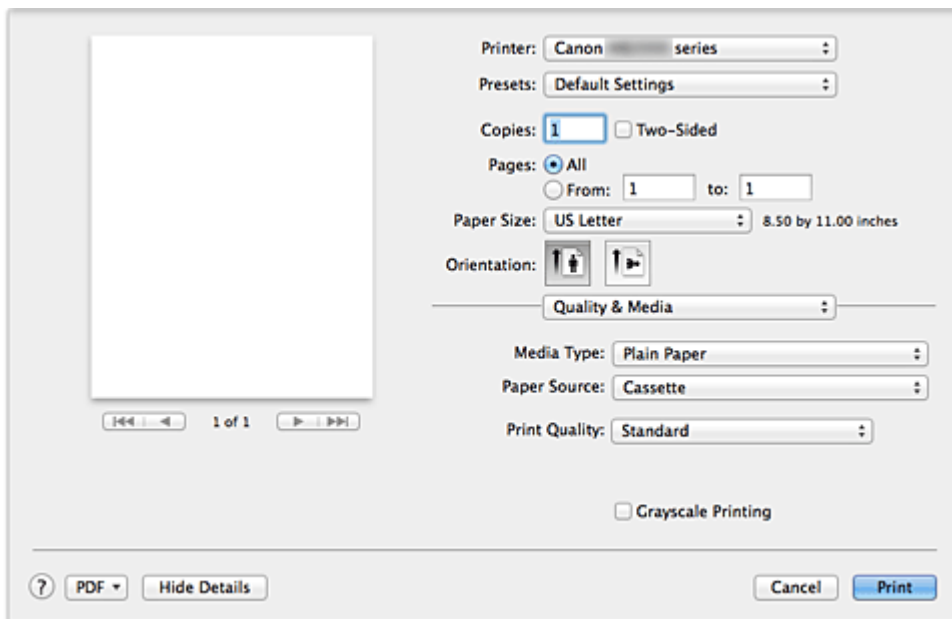 Printer: Canon series
Presets: Default Settings
Copies: 1 Two-Sided
Pages: All
From: 1 to: 1
Paper Size: US Letter 8.50 by 11.00 inches
Orientation:
Quality & Media
Media Type: Plain Paper
Paper Source: Cassette
1 of 1
Print Quality: Standard
Grayscale Printing
? PDF Hide Details Cancel Print